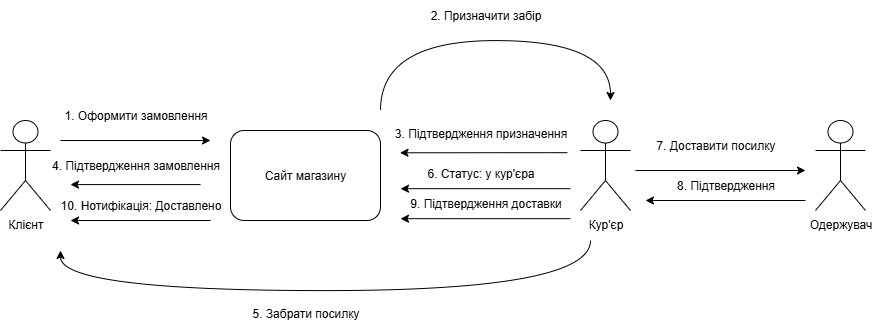 2. Призначити забір
1. Оформити замовлення
3. Підтвердження призначення
7. Доставити посилку
4. Підтвердження замовлення
Сайт магазину
6. Статус: у кур'єра
8. Підтвердження
10. Нотифікація: Доставлено
9. Підтвердження доставки
Клієнт
Кур'єр
Одержувач
5. Забрати посилку